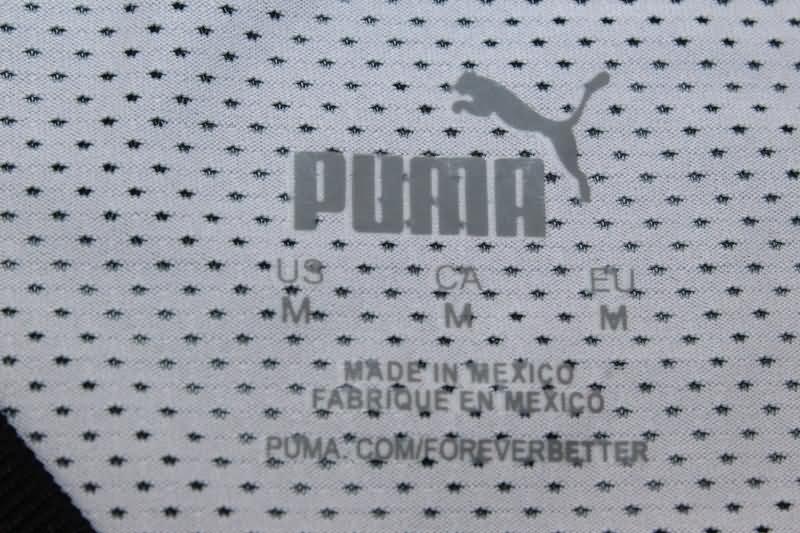 PUMA
US CA EU
M M M
MADE IN MEXICO
FABRIQUE EN MEXICO
PUMA.COM/FOREVERBETTER